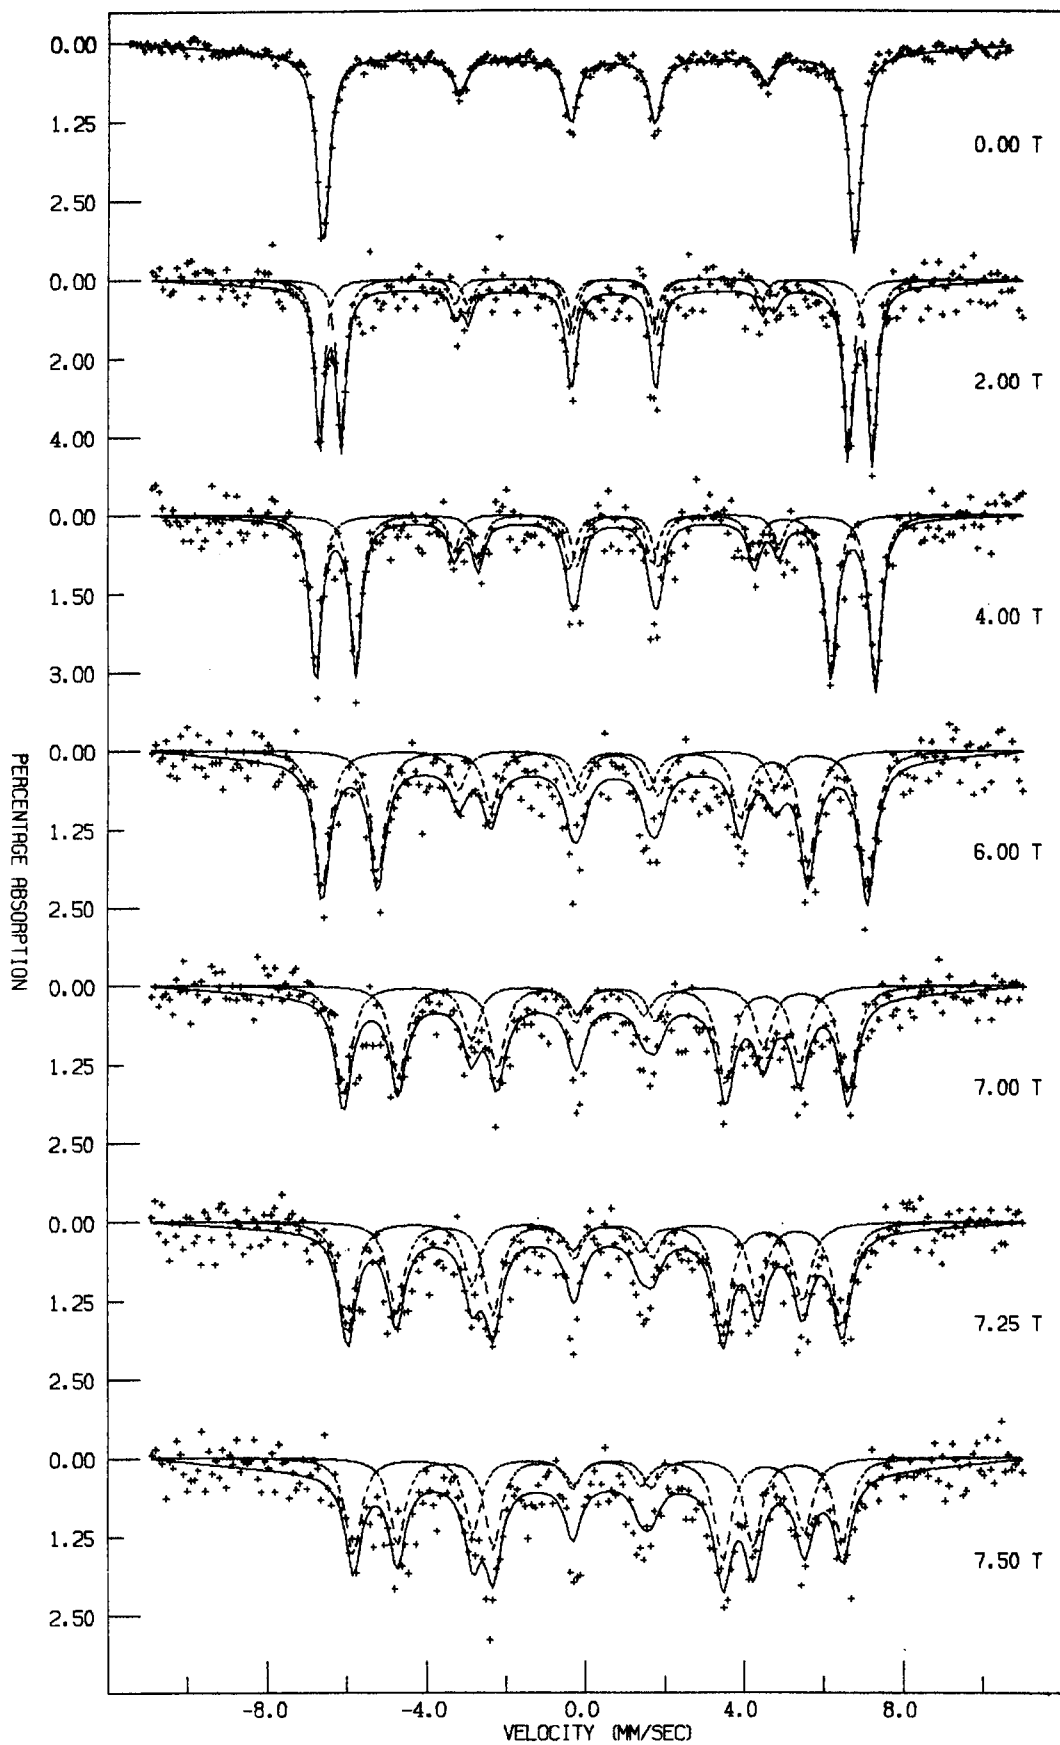 0.00
1.25
2.50
0.00 T
0.00
2.00
4.00
2.00 T
0.00
1.50
3.00
4.00 T
0.00
1.25
2.50
6.00 T
PERCENTAGE ABSORPTION
0.00
1.25
2.50
7.00 T
0.00
1.25
2.50
7.25 T
0.00
1.25
2.50
7.50 T
-8.0 -4.0 0.0 4.0 8.0
VELOCITY (MM/SEC)